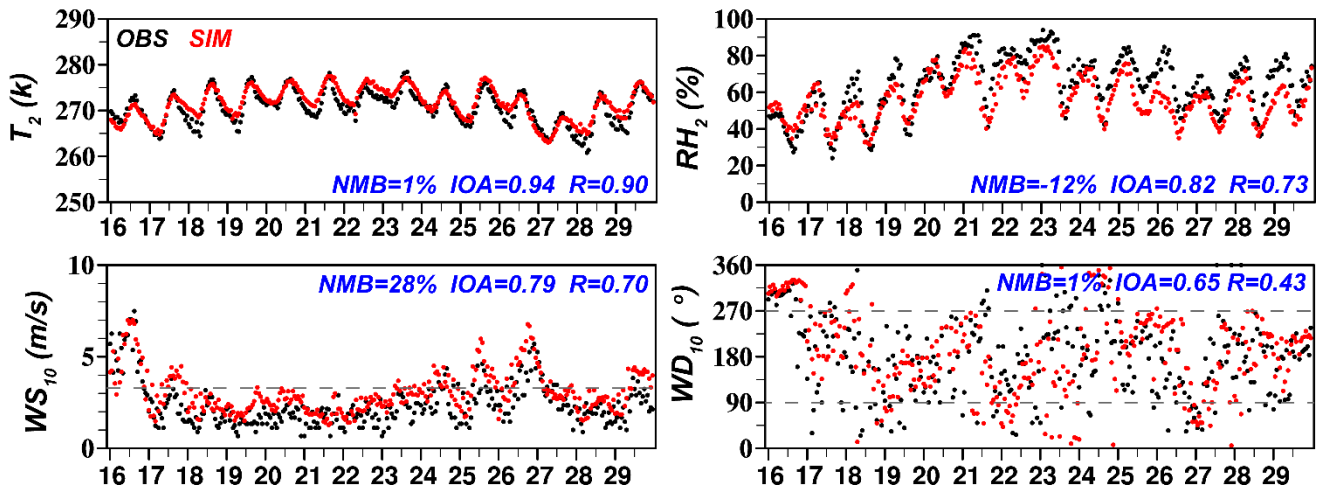 290
280
270
260
250
T2 (k)
OBS SIM
NMB=1% IOA=0.94 R=0.90
16 17 18 19 20 21 22 23 24 25 26 27 28 29
100
80
60
40
20
0
RH2 (%)
NMB=-12% IOA=0.82 R=0.73
16 17 18 19 20 21 22 23 24 25 26 27 28 29
10
5
0
WS10 (m/s)
NMB=28% IOA=0.79 R=0.70
16 17 18 19 20 21 22 23 24 25 26 27 28 29
360
270
180
90
0
WD10 ( °)
NMB=1% IOA=0.65 R=0.43
16 17 18 19 20 21 22 23 24 25 26 27 28 29